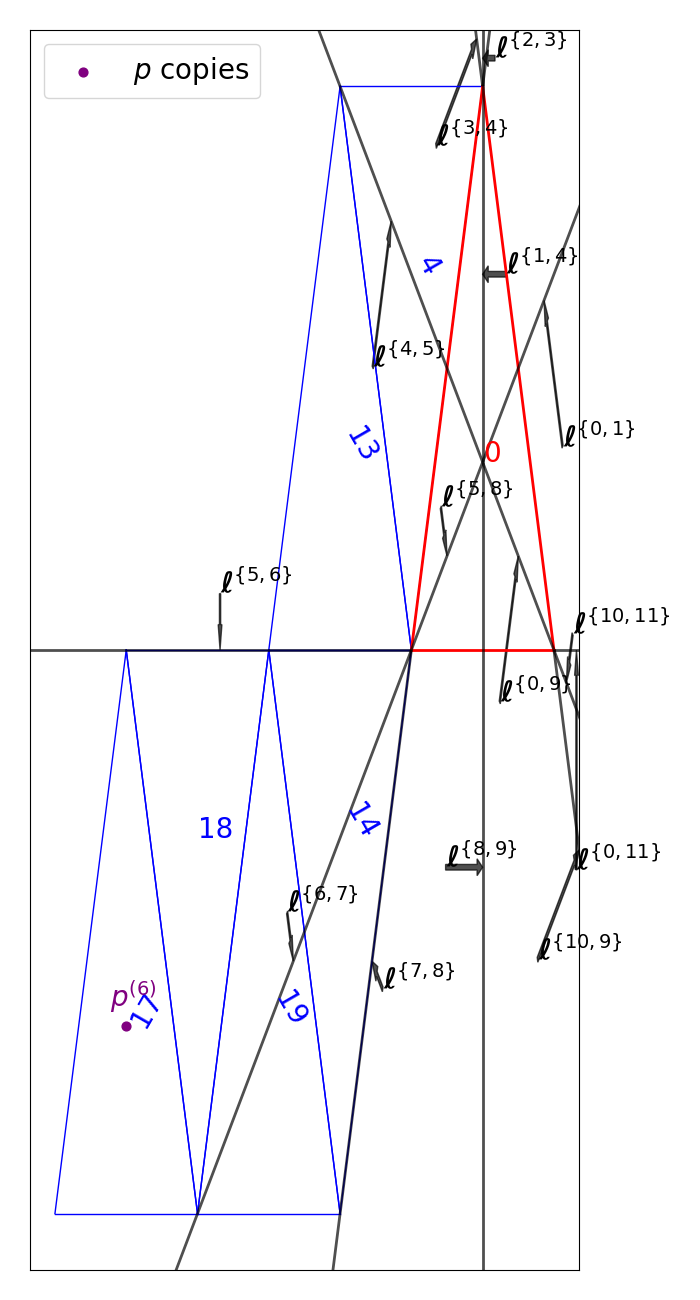 p copies
ℓ^{2,3}
ℓ^{3,4}
4
ℓ^{1,4}
ℓ^{4,5}
13
0
ℓ^{0,1}
ℓ^{5,8}
ℓ^{5,6}
ℓ^{10,11}
ℓ^{0,9}
18
14
ℓ^{8,9}
ℓ^{0,11}
ℓ^{6,7}
ℓ^{10,9}
ℓ^{7,8}
p^{(6)}
17
19